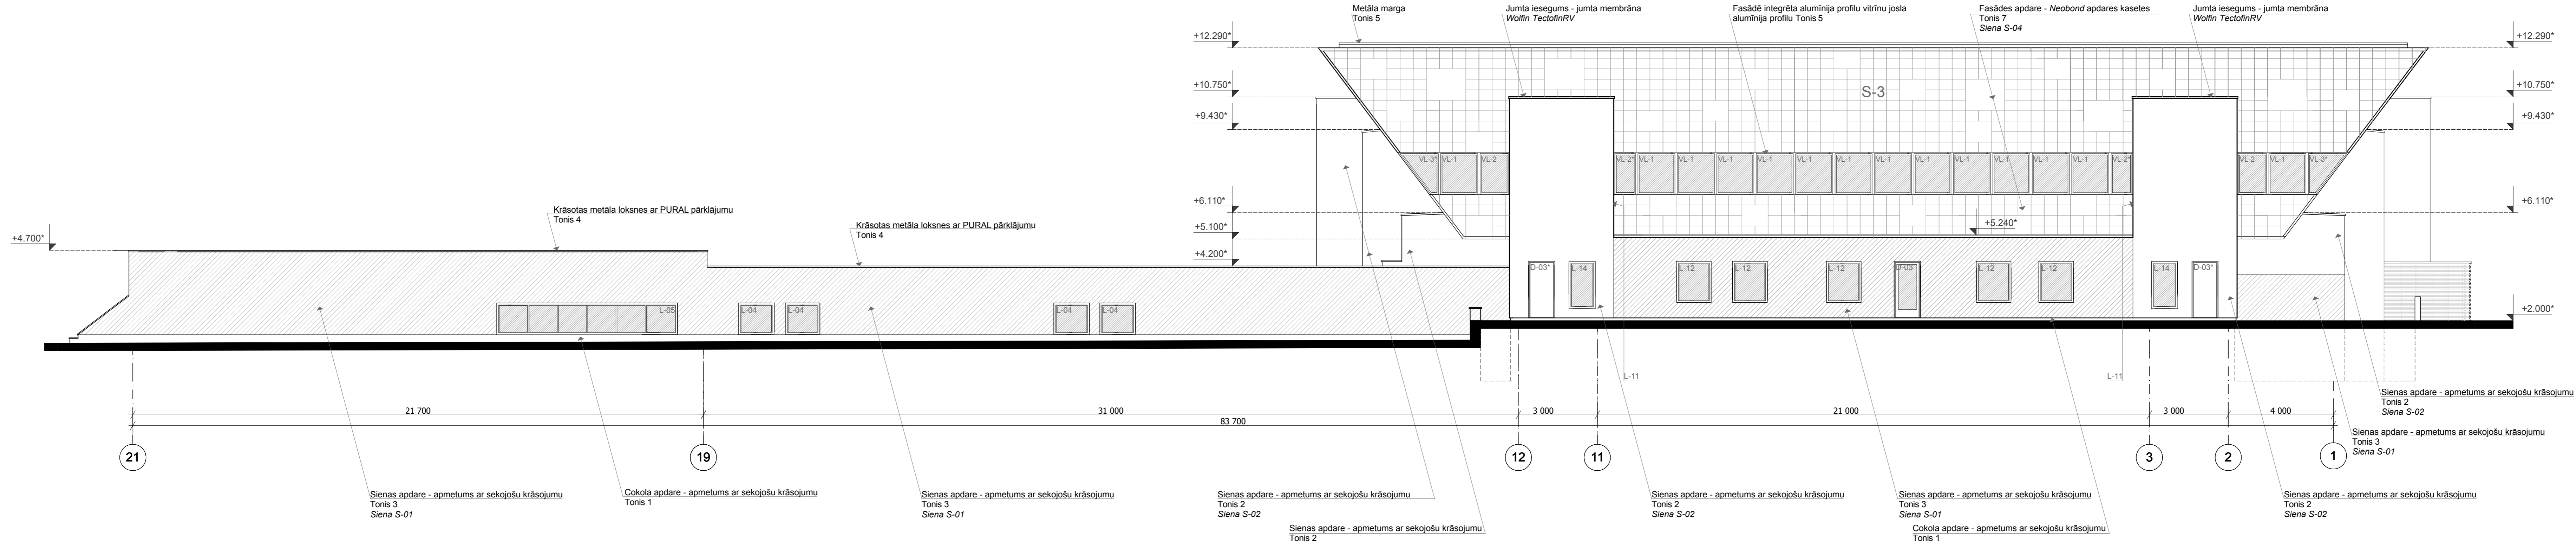 Metāla marga
Tonis 5
Jumta iesegums - jumta membrāna
Wolfin TectofinRV
Fasādē integrēta alumīnija profilu vitrīnu josla
alumīnija profilu Tonis 5
Fasādes apdare - Neobond apdares kasetes
Tonis 7
Siena S-04
Jumta iesegums - jumta membrāna
Wolfin TectofinRV
+12.290*
+12.290*
+10.750*
S-3
+10.750*
+9.430*
+9.430*
VL-3* VL-1 VL-2 VL-2* VL-1 VL-1 VL-1 VL-1 VL-1 VL-1 VL-1 VL-1 VL-1 VL-1 VL-1 VL-1 VL-2* VL-2 VL-1 VL-3*
+6.110*
+6.110*
Krāsotas metāla loksnes ar PURAL pārklājumu
Tonis 4
Krāsotas metāla loksnes ar PURAL pārklājumu
Tonis 4
+5.100*
+5.240*
+4.700*
+4.200*
D-03* L-14 L-12 L-12 L-12 D-03 L-12 L-12 L-14 D-03*
L-05 L-04 L-04 L-04 L-04
+2.000*
L-11 L-11
Sienas apdare - apmetums ar sekojošu krāsojumu
Tonis 2
Siena S-02
21 700 31 000 3 000 21 000 3 000 4 000
83 700
Sienas apdare - apmetums ar sekojošu krāsojumu
Tonis 3
Siena S-01
21 19 12 11 3 2 1
Sienas apdare - apmetums ar sekojošu krāsojumu
Tonis 3
Siena S-01
Cokola apdare - apmetums ar sekojošu krāsojumu
Tonis 1
Sienas apdare - apmetums ar sekojošu krāsojumu
Tonis 3
Siena S-01
Sienas apdare - apmetums ar sekojošu krāsojumu
Tonis 2
Siena S-02
Sienas apdare - apmetums ar sekojošu krāsojumu
Tonis 2
Sienas apdare - apmetums ar sekojošu krāsojumu
Tonis 2
Siena S-02
Sienas apdare - apmetums ar sekojošu krāsojumu
Tonis 3
Siena S-01
Cokola apdare - apmetums ar sekojošu krāsojumu
Tonis 1
Sienas apdare - apmetums ar sekojošu krāsojumu
Tonis 2
Siena S-02